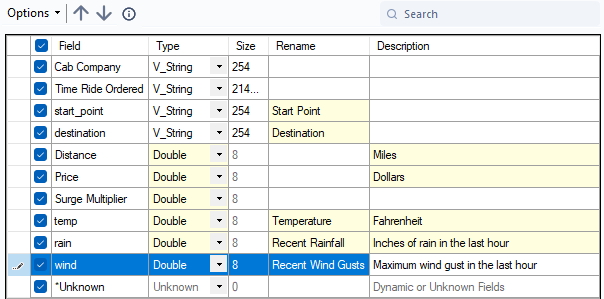 Options Search
Field Type Size Rename Description
Cab Company V_String 254
Time Ride Ordered V_String 214...
start_point V_String 254 Start Point
destination V_String 254 Destination
Distance Double 8 Miles
Price Double 8 Dollars
Surge Multiplier Double 8
temp Double 8 Temperature Fahrenheit
rain Double 8 Recent Rainfall Inches of rain in the last hour
wind Double 8 Recent Wind Gusts Maximum wind gust in the last hour
*Unknown Unknown 0 Dynamic or Unknown Fields